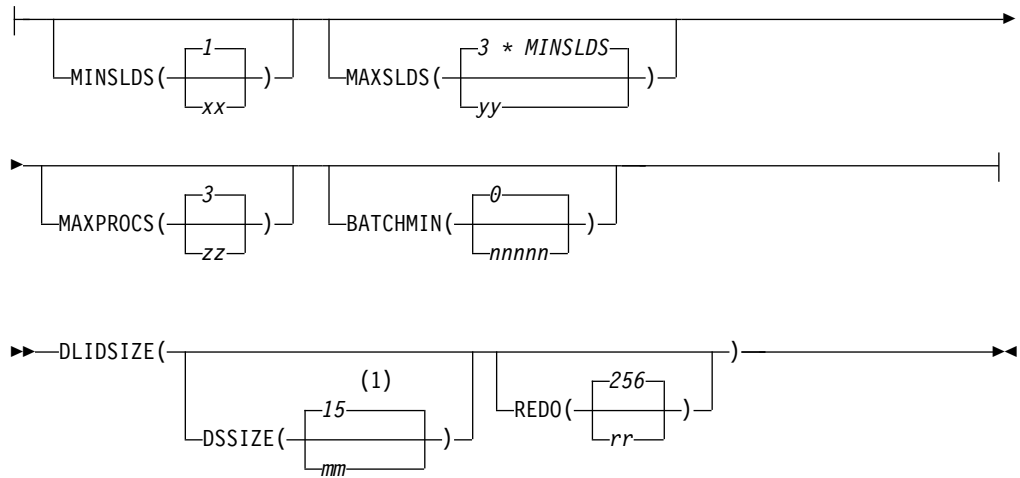 1 3 * MINSLDS
MINSLDS( ) MAXSLDS( )
xx yy
3 0
MAXPROCS( ) BATCHMIN( )
zz nnnnn
DLIDSIZE( )
(1) 256
15 REDO( )
rr
DSSIZE( )
mm